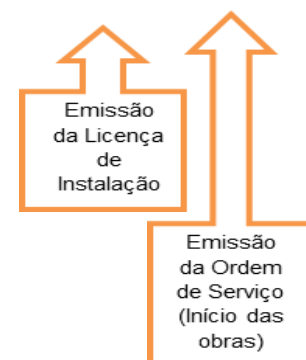 Emissão
da Licença
de
Instalação
Emissão
da Ordem
de Serviço
(Início das
obras)